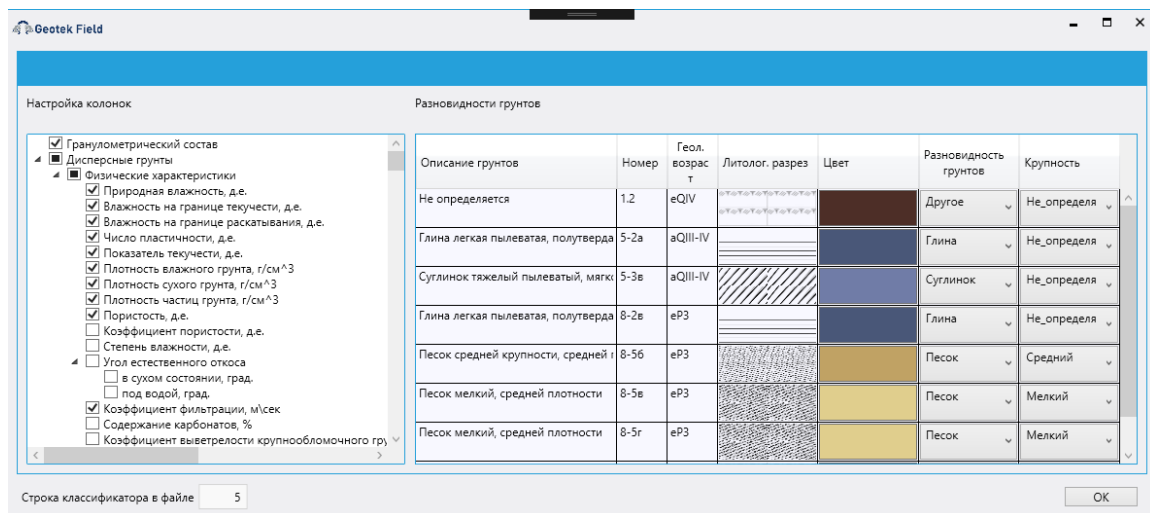 Geotek Field
Настройка колонок
Разновидности грунтов
Гранулометрический состав
Дисперсные грунты
Физические характеристики
Природная влажность, д.е.
Влажность на границе текучести, д.е.
Влажность на границе раскатывания, д.е.
Число пластичности, д.е.
Показатель текучести, д.е.
Плотность влажного грунта, г/см^3
Плотность сухого грунта, г/см^3
Плотность частиц грунта, г/см^3
Пористость, д.е.
Коэффициент пористости, д.е.
Степень влажности, д.е.
Угол естественного откоса
в сухом состоянии, град.
под водой, град.
Коэффициент фильтрации, м\сек
Содержание карбонатов, %
Коэффициент выветрелости крупнообломочного гру
Описание грунтов Номер Геол. возрас т Литолог. разрез Цвет Разновидность грунтов Крупность
Не определяется 1.2 eQIV Другое Не_определя
Глина легкая пылеватая, полутверда 5-2а aQIII-IV Глина Не_определя
Суглинок тяжелый пылеватый, мягко 5-3в aQIII-IV Суглинок Не_определя
Глина легкая пылеватая, полутверда 8-2в eP3 Глина Не_определя
Песок средней крупности, средней г 8-5б eP3 Песок Средний
Песок мелкий, средней плотности 8-5в eP3 Песок Мелкий
Песок мелкий, средней плотности 8-5г eP3 Песок Мелкий
Строка классификатора в файле 5
ОК